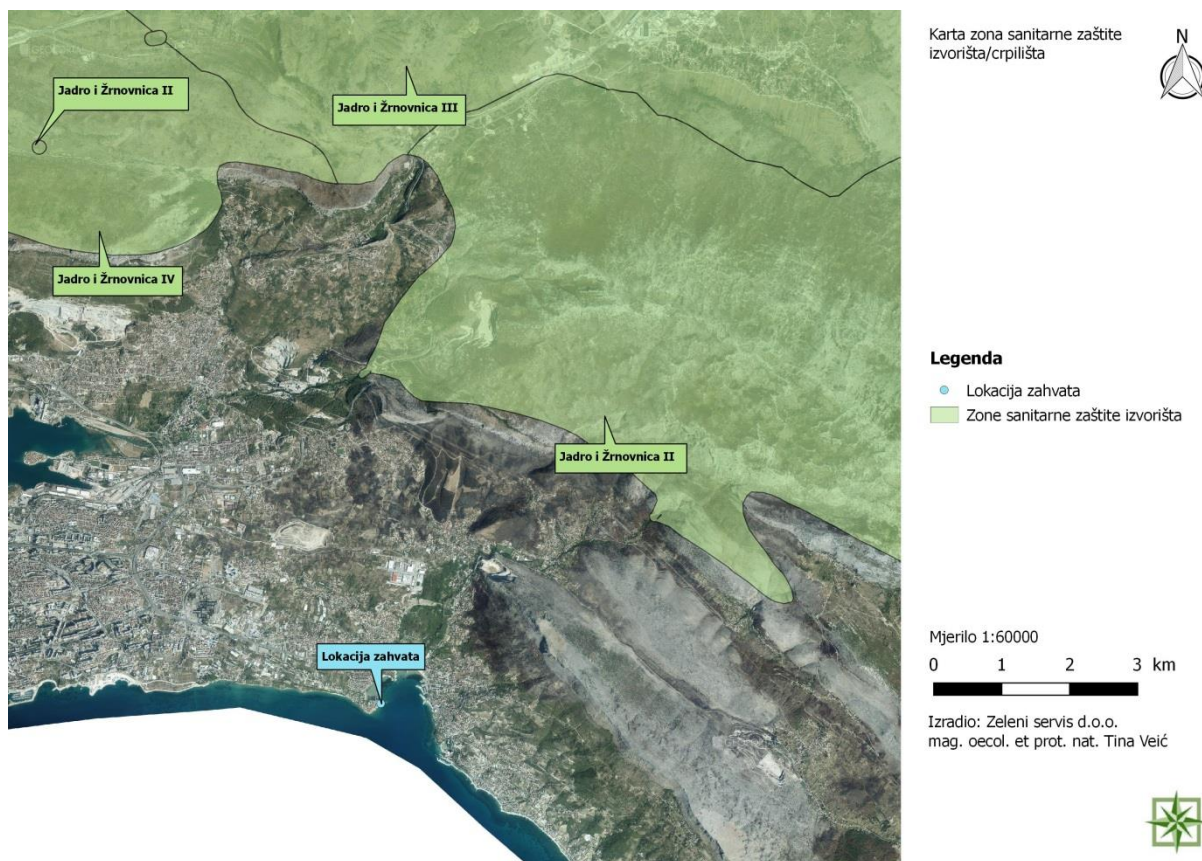 GEOPORTAL
Jadro i Žrnovnica II
Jadro i Žrnovnica III
Jadro i Žrnovnica IV
Jadro i Žrnovnica II
Lokacija zahvata
Karta zona sanitarne zaštite
izvorišta/crpilišta
N
Legenda
Lokacija zahvata
Zone sanitarne zaštite izvorišta
Mjerilo 1:60000
0 1 2 3 km
Izradio: Zeleni servis d.o.o.
mag. oecol. et prot. nat. Tina Veić